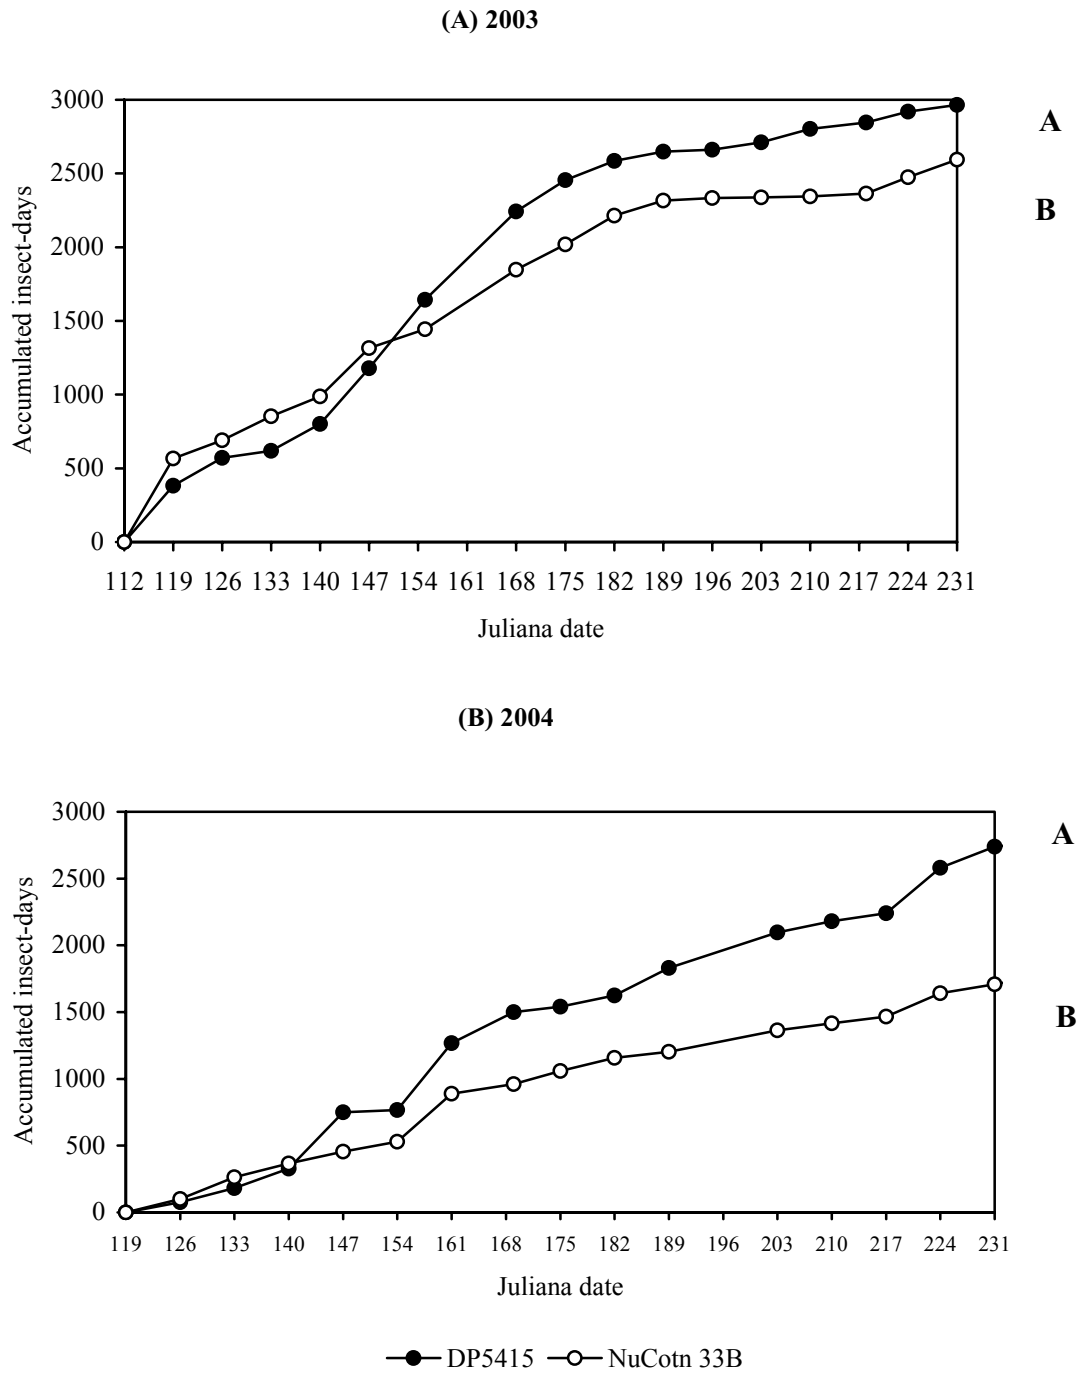 (A) 2003
3000
A
2500
B
2000
1500
1000
500
0
Accumulated insect-days
112 119 126 133 140 147 154 161 168 175 182 189 196 203 210 217 224 231
Juliana date
(B) 2004
3000
A
2500
2000
1500
B
1000
500
0
Accumulated insect-days
119 126 133 140 147 154 161 168 175 182 189 196 203 210 217 224 231
Juliana date
DP5415 NuCotn 33B